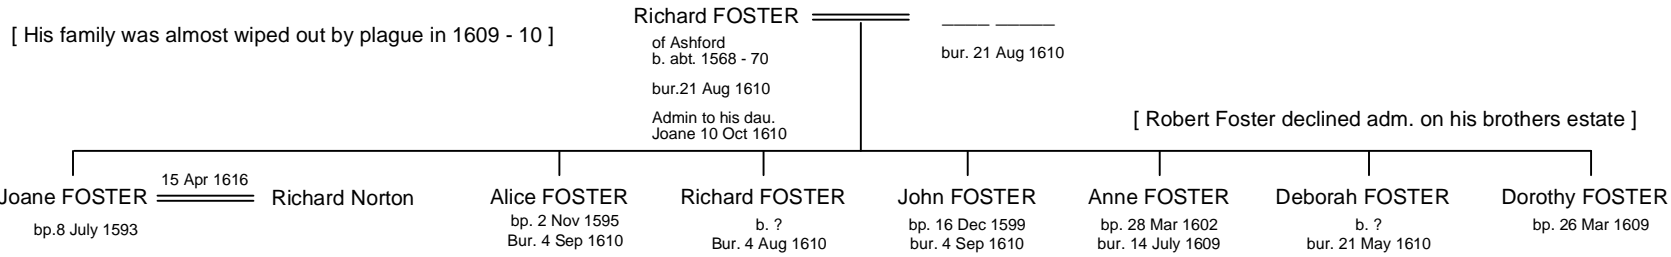 Richard FOSTER
____ _____
[ His family was almost wiped out by plague in 1609 - 10 ]
of Ashford
b. abt. 1568 - 70
bur.21 Aug 1610
Admin to his dau.
Joane 10 Oct 1610
bur. 21 Aug 1610
[ Robert Foster declined adm. on his brothers estate ]
Joane FOSTER
bp.8 July 1593
15 Apr 1616
Richard Norton
Alice FOSTER
bp. 2 Nov 1595
Bur. 4 Sep 1610
Richard FOSTER
b. ?
Bur. 4 Aug 1610
John FOSTER
bp. 16 Dec 1599
bur. 4 Sep 1610
Anne FOSTER
bp. 28 Mar 1602
bur. 14 July 1609
Deborah FOSTER
b. ?
bur. 21 May 1610
Dorothy FOSTER
bp. 26 Mar 1609